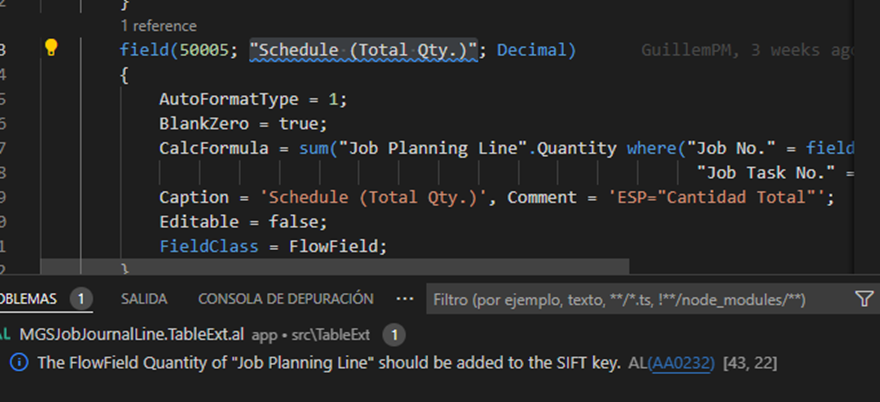 }
1 reference
3 field(50005; "Schedule (Total Qty.)"; Decimal) GuillemPM, 3 weeks ago
4 {
5 AutoFormatType = 1;
6 BlankZero = true;
7 CalcFormula = sum("Job Planning Line".Quantity where("Job No." = field
8 "Job Task No." =
9 Caption = 'Schedule (Total Qty.)', Comment = 'ESP="Cantidad Total"';
0 Editable = false;
1 FieldClass = FlowField;
2 }
OBLEMAS 1 SALIDA CONSOLA DE DEPURACIÓN ··· Filtro (por ejemplo, texto, **/*.ts, !**/node_modules/**)
AL MGSJobJournalLine.TableExt.al app • src\TableExt 1
The FlowField Quantity of "Job Planning Line" should be added to the SIFT key. AL(AA0232) [43, 22]